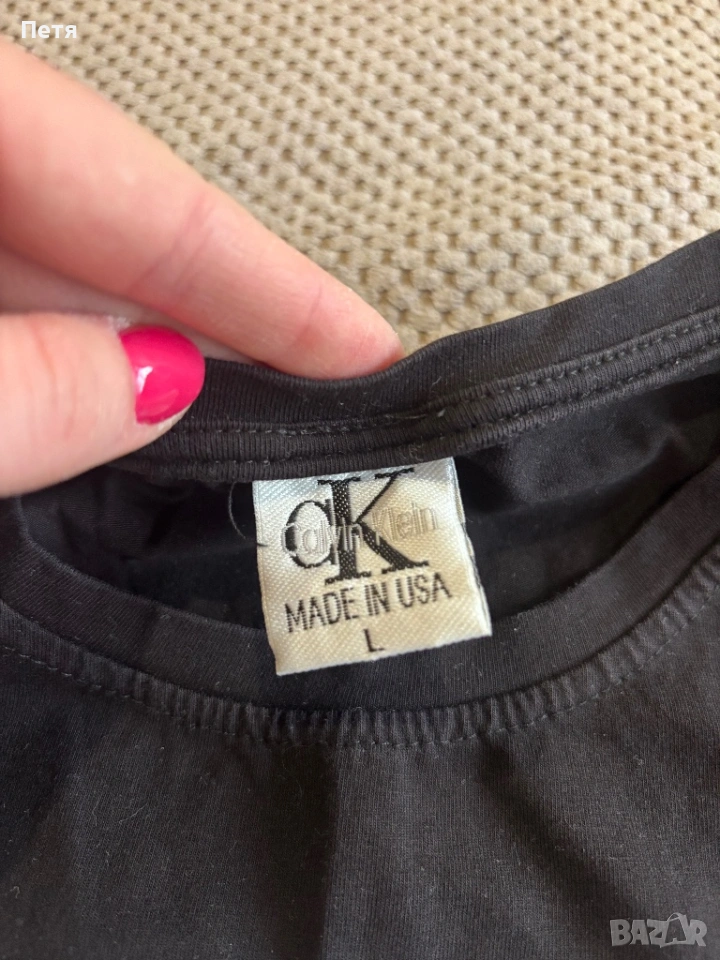 Петя
cK
Calvin Klein
MADE IN USA
L
BAZAR